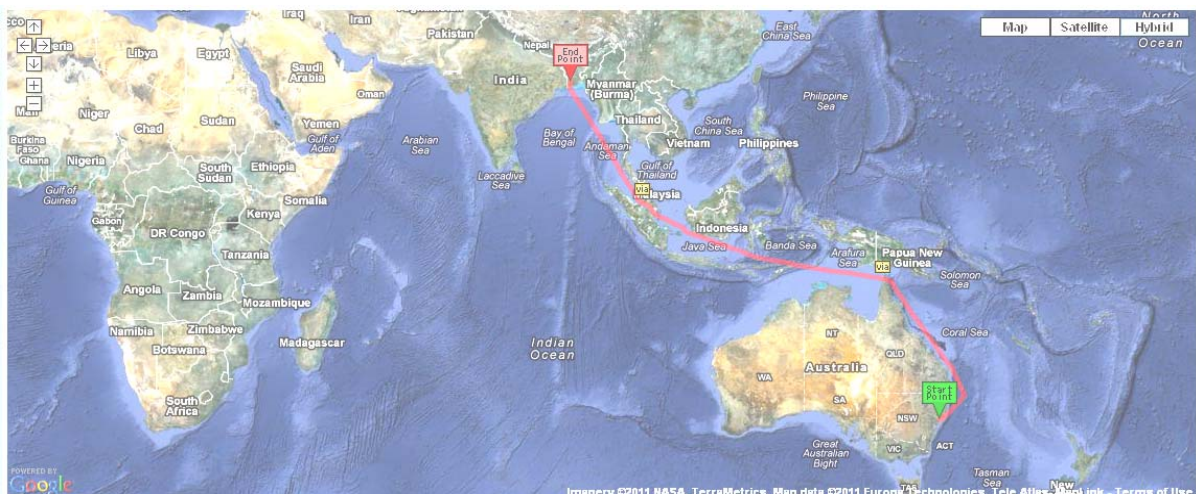 Iraq
Iran
Pakistan
Nepal
East
China Sea
Map
Satellite
Hybrid
North
Ocean
Libya
Egypt
Saudi
Arabia
Oman
India
End
Point
Myanmar
(Burma)
Philippine
Sea
Niger
Chad
Sudan
Yemen
Gulf of
Aden
Arabian
Sea
Bay of
Bengal
Thailand
Andaman
Sea
South
China Sea
Vietnam
Philippines
Burkina
Faso
Ghana
Nigeria
South
Sudan
Ethiopia
Somalia
Laccadive
Sea
Gulf of
Thailand
via
Malaysia
Gulf of
Guinea
Gabon
DR Congo
Kenya
Tanzania
Indonesia
Java Sea
Banda Sea
Arafura
Sea
Papua New
Guinea
via
Solomon
Sea
Angola
Zambia
Mozambique
Namibia
Zimbabwe
Botswana
Madagascar
Indian
Ocean
NT
Coral Sea
QLD
Australia
WA
SA
South
Africa
Start
Point
NSW
ACT
VIC
Great
Australian
Bight
TAS
Tasman
Sea
New
POWERED BY
Google
Imagery ©2011 NASA, TerraMetrics, Map data ©2011 Europa Technologies, Tele Atlas, MapLink - Terms of Use